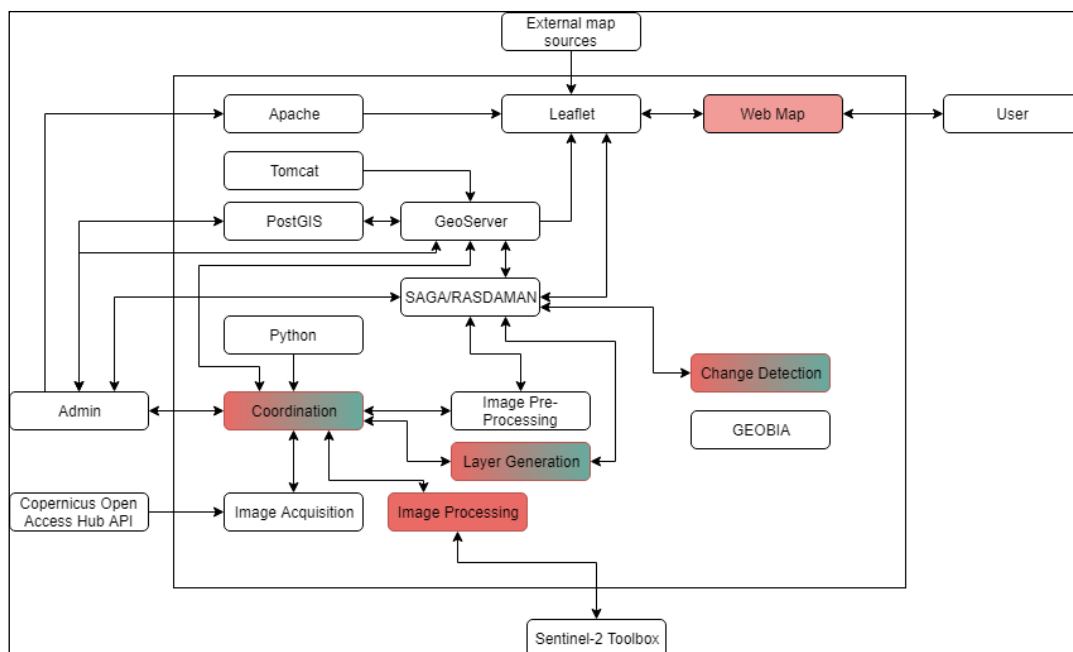 External map
sources
Apache
Leaflet
Web Map
User
Tomcat
PostGIS
GeoServer
SAGA/RASDAMAN
Python
Change Detection
Admin
Coordination
Image Pre-
Processing
GEOBIA
Layer Generation
Copernicus Open
Access Hub API
Image Acquisition
Image Processing
Sentinel-2 Toolbox